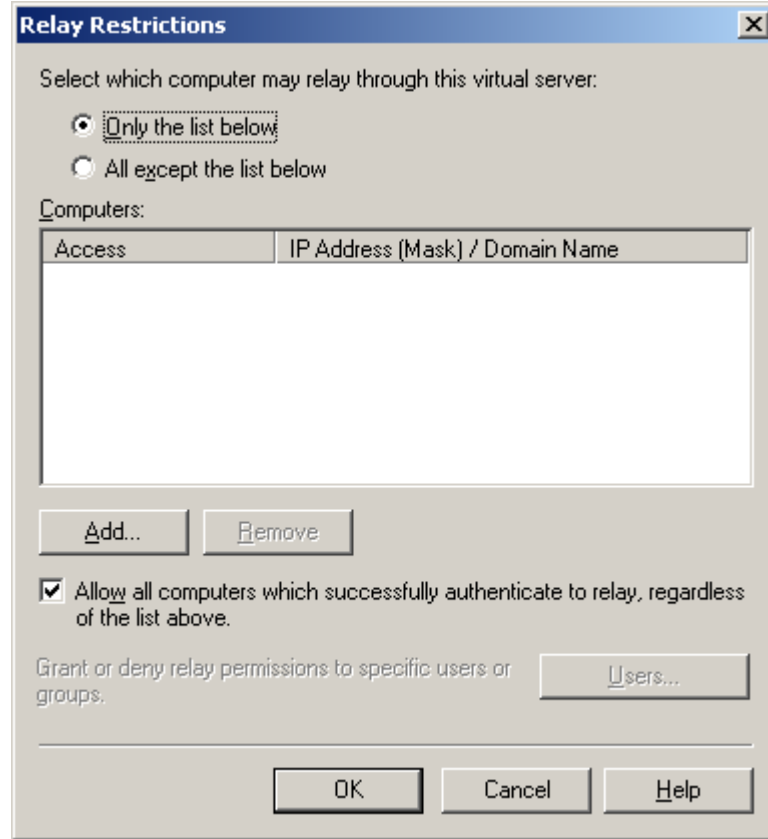 Relay Restrictions
Select which computer may relay through this virtual server:
Only the list below
All except the list below
Computers:
Access IP Address (Mask) / Domain Name
Add... Remove
Allow all computers which successfully authenticate to relay, regardless
of the list above.
Grant or deny relay permissions to specific users or
groups.
Users...
OK Cancel Help